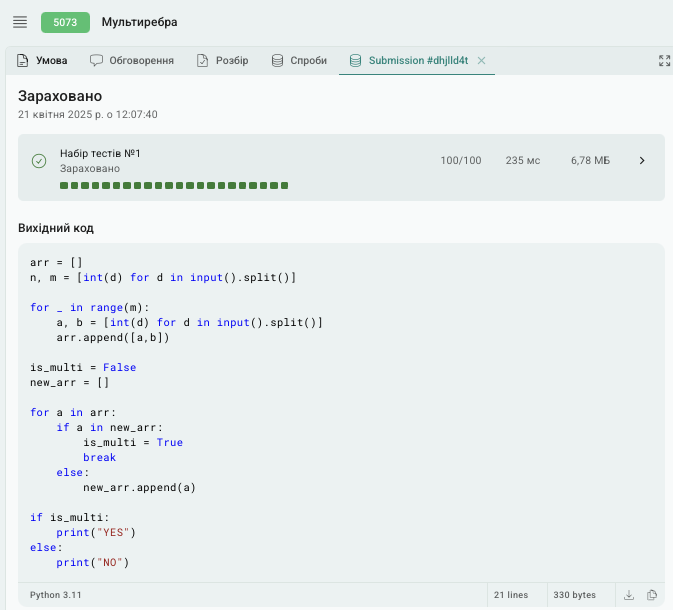 5073 Мультиребра
Умова Обговорення Розбір Спроби Submission #dhjlld4t
Зараховано
21 квітня 2025 р. о 12:07:40
Набір тестів №1
Зараховано
100/100 235 мс 6,78 МБ
Вихідний код
arr = []
n, m = [int(d) for d in input().split()]
for _ in range(m):
    a, b = [int(d) for d in input().split()]
    arr.append([a,b])
is_multi = False
new_arr = []
for a in arr:
    if a in new_arr:
        is_multi = True
        break
    else:
        new_arr.append(a)
if is_multi:
    print("YES")
else:
    print("NO")
Python 3.11 21 lines 330 bytes